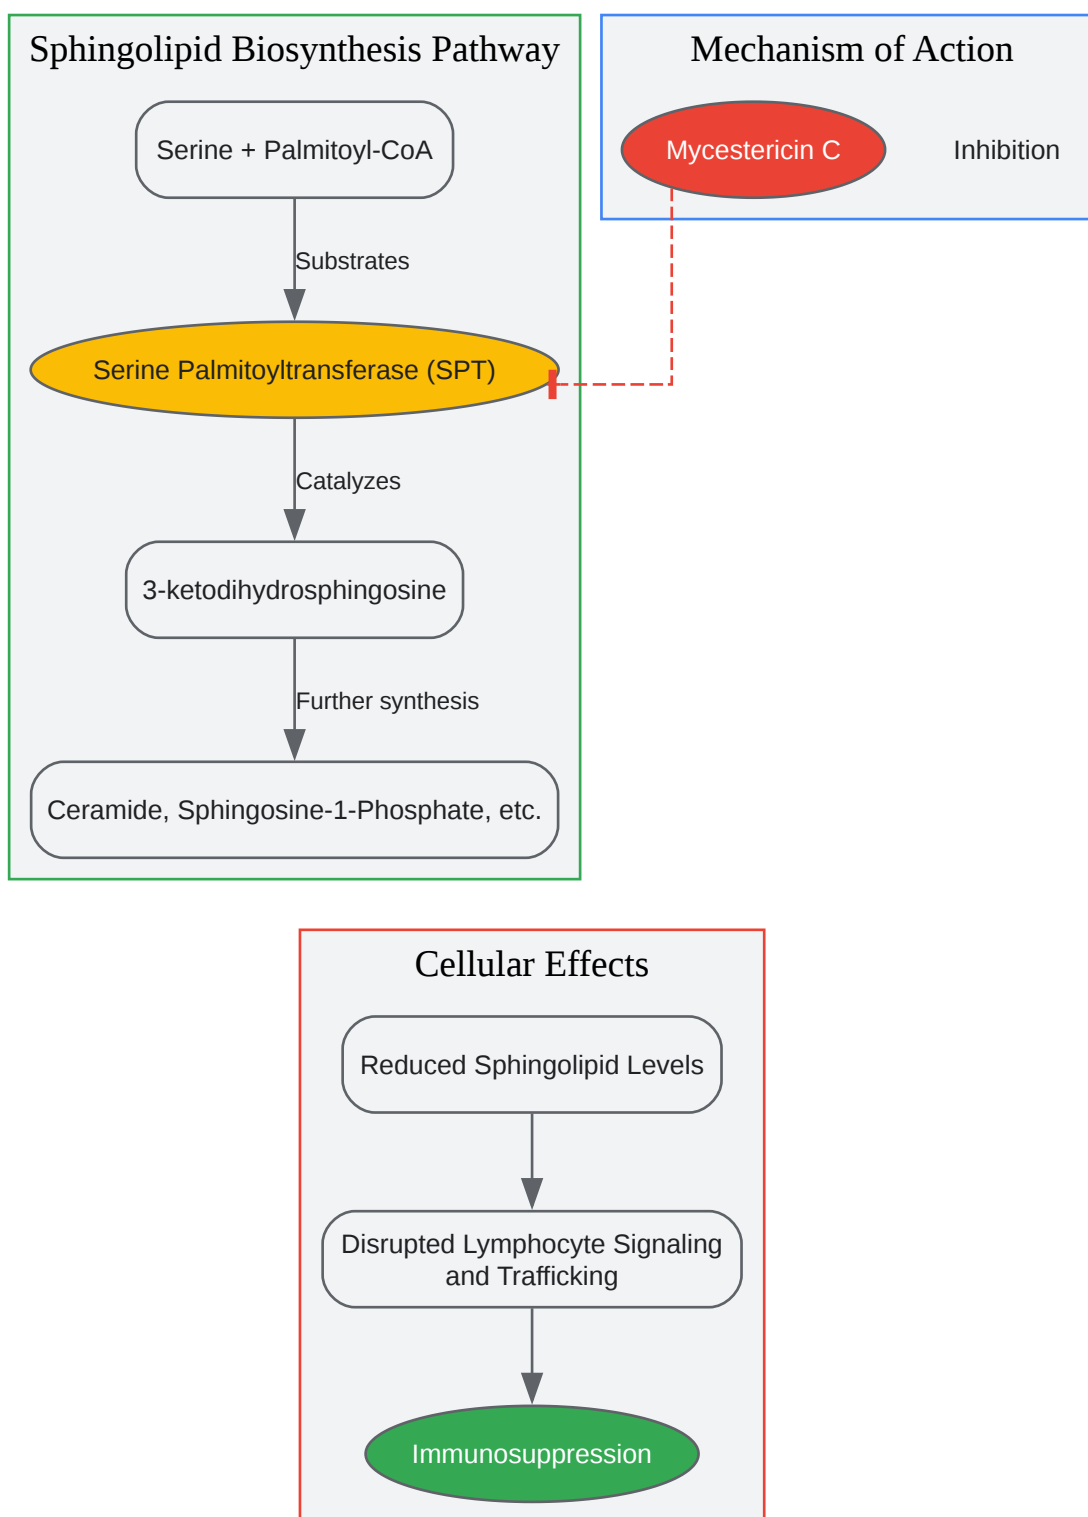 Sphingolipid Biosynthesis Pathway
Serine + Palmitoyl-CoA
Substrates
Serine Palmitoyltransferase (SPT)
Catalyzes
3-ketodihydrosphingosine
Further synthesis
Ceramide, Sphingosine-1-Phosphate, etc.
Mechanism of Action
Mycestericin C
Inhibition
Cellular Effects
Reduced Sphingolipid Levels
Disrupted Lymphocyte Signaling
and Trafficking
Immunosuppression